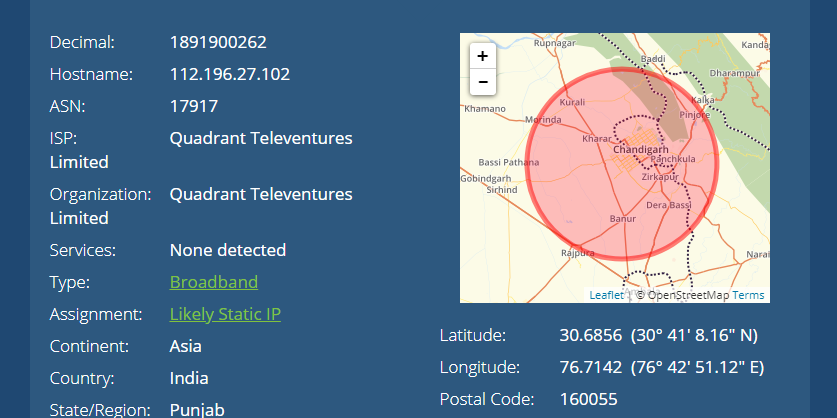 Decimal: 1891900262
Hostname: 112.196.27.102
ASN: 17917
ISP: Quadrant Televentures
Limited
Organization: Quadrant Televentures
Limited
Services: None detected
Type: Broadband
Assignment: Likely Static IP
Continent: Asia
Country: India
State/Region: Punjab
+
−
Rupnagar
Kanda
Baddi
Dharampur
Kurali
Kalka
Khamano
Morinda
Pinjore
Kharar
Chandigarh
Bassi Pathana
Panchkula
Gobindgarh
Zirkapur
Sirhind
Dera Bassi
Banur
Rajpura
Narai
Leaflet | © OpenStreetMap Terms
Latitude: 30.6856 (30° 41' 8.16" N)
Longitude: 76.7142 (76° 42' 51.12" E)
Postal Code: 160055